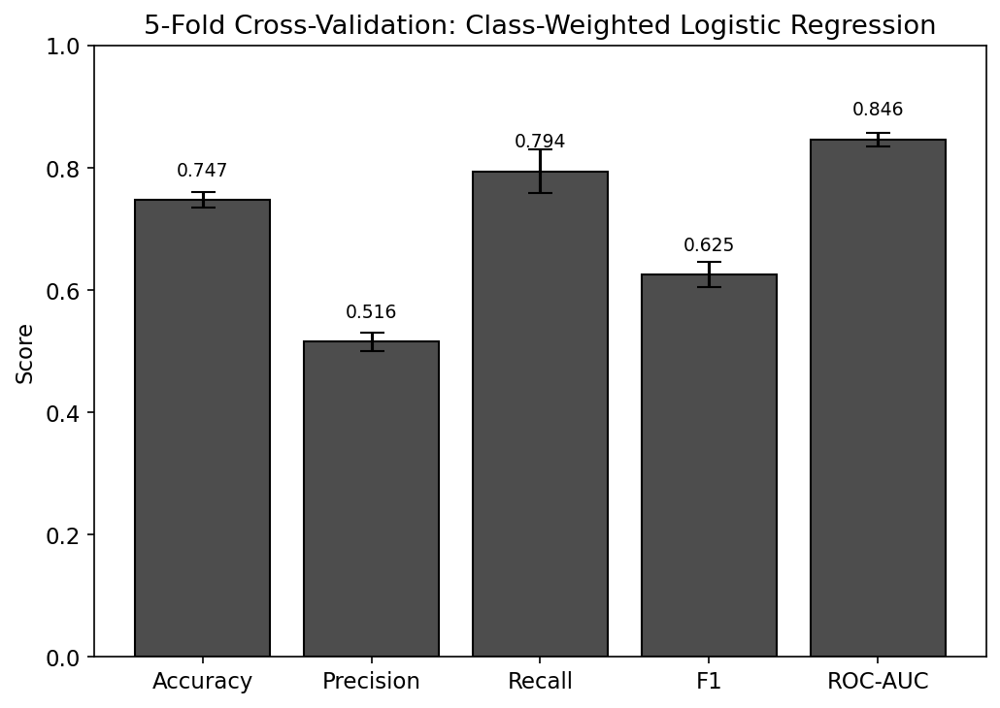 5-Fold Cross-Validation: Class-Weighted Logistic Regression
1.0
0.8
0.6
0.4
0.2
0.0
Score
0.747
0.516
0.794
0.625
0.846
Accuracy
Precision
Recall
F1
ROC-AUC